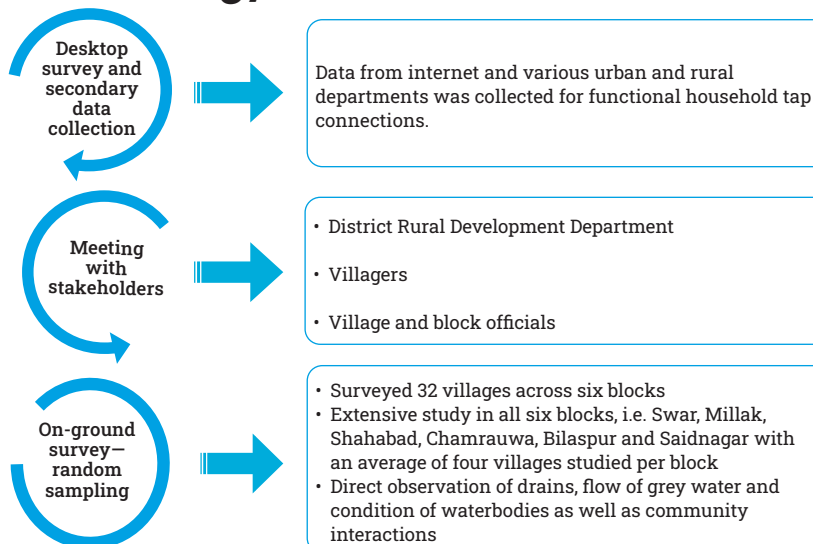 Desktop
survey and
secondary
data
collection
Data from internet and various urban and rural
departments was collected for functional household tap
connections.
Meeting
with
stakeholders
• District Rural Development Department
• Villagers
• Village and block officials
On-ground
survey—
random
sampling
• Surveyed 32 villages across six blocks
• Extensive study in all six blocks, i.e. Swar, Millak,
Shahabad, Chamrauwa, Bilaspur and Saidnagar with
an average of four villages studied per block
• Direct observation of drains, flow of grey water and
condition of waterbodies as well as community
interactions